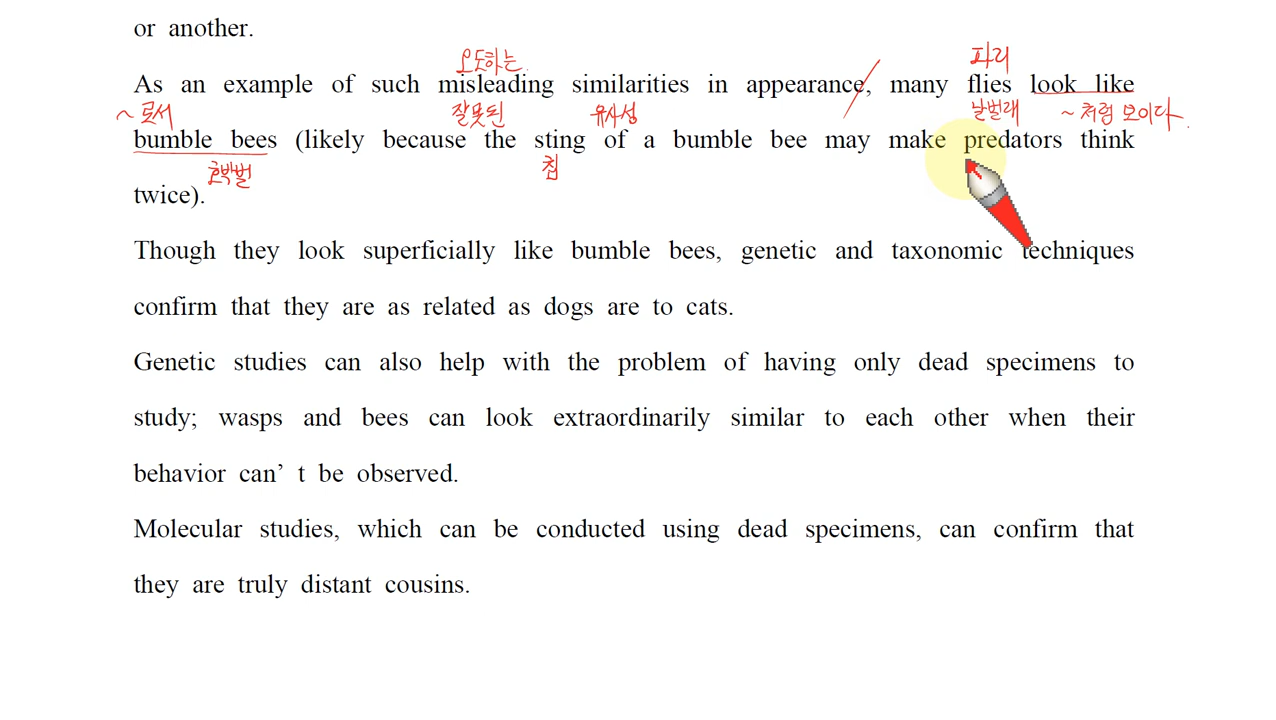 or another.
오도하는
파리
As an example of such misleading similarities in appearance, many flies look like
~로서
잘못된
유사성
날벌래
~처럼 보이다.
bumble bees (likely because the sting of a bumble bee may make predators think
호박벌
침
twice).
Though they look superficially like bumble bees, genetic and taxonomic techniques
confirm that they are as related as dogs are to cats.
Genetic studies can also help with the problem of having only dead specimens to
study; wasps and bees can look extraordinarily similar to each other when their
behavior can’ t be observed.
Molecular studies, which can be conducted using dead specimens, can confirm that
they are truly distant cousins.